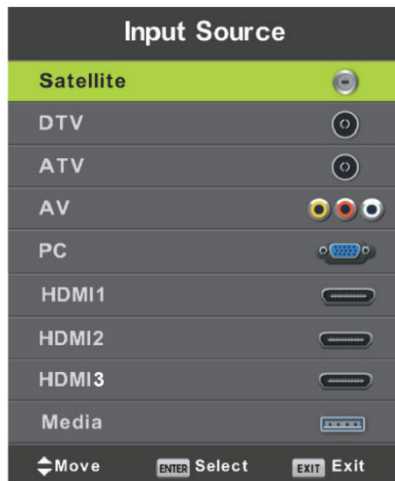 Input Source
Satellite
DTV
ATV
AV
PC
HDMI1
HDMI2
HDMI3
Media
Move ENTER Select EXIT Exit